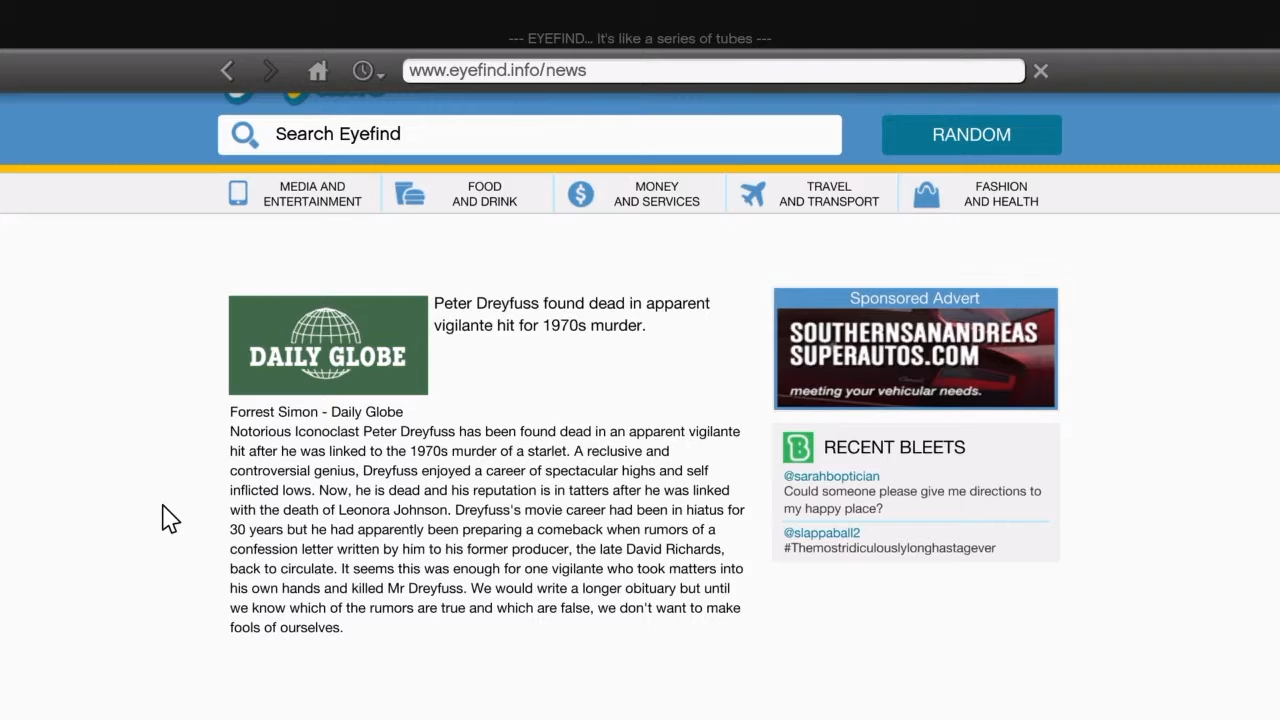 --- EYEFIND... It's like a series of tubes ---
www.eyefind.info/news
Search Eyefind
RANDOM
MEDIA AND
ENTERTAINMENT
FOOD
AND DRINK
MONEY
AND SERVICES
TRAVEL
AND TRANSPORT
FASHION
AND HEALTH
DAILY GLOBE
Peter Dreyfuss found dead in apparent
vigilante hit for 1970s murder.
Forrest Simon - Daily Globe
Notorious Iconoclast Peter Dreyfuss has been found dead in an apparent vigilante
hit after he was linked to the 1970s murder of a starlet. A reclusive and
controversial genius, Dreyfuss enjoyed a career of spectacular highs and self
inflicted lows. Now, he is dead and his reputation is in tatters after he was linked
with the death of Leonora Johnson. Dreyfuss's movie career had been in hiatus for
30 years but he had apparently been preparing a comeback when rumors of a
confession letter written by him to his former producer, the late David Richards,
back to circulate. It seems this was enough for one vigilante who took matters into
his own hands and killed Mr Dreyfuss. We would write a longer obituary but until
we know which of the rumors are true and which are false, we don't want to make
fools of ourselves.
Sponsored Advert
SOUTHERNSANANDREAS
SUPERAUTOS.COM
meeting your vehicular needs.
RECENT BLEETS
@sarahboptician
Could someone please give me directions to
my happy place?
@slappaball2
#Themostridiculouslylonghastagever